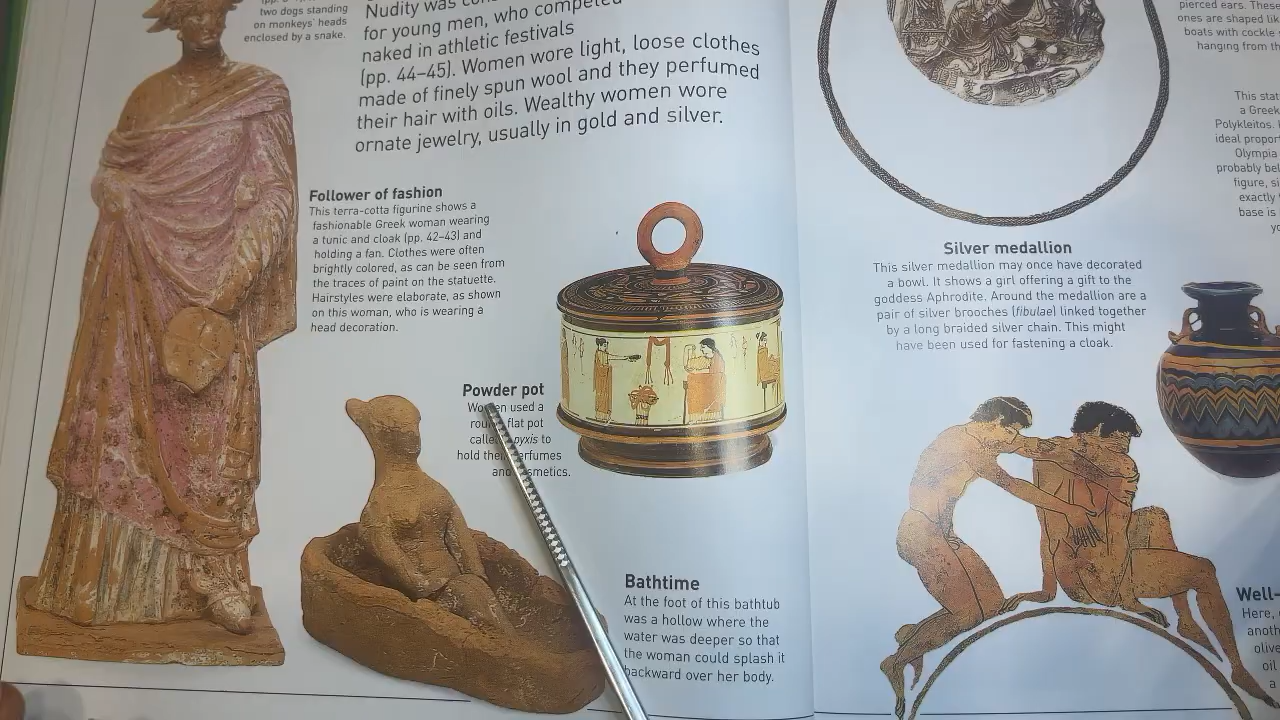 two dogs standing
on monkeys' heads
enclosed by a snake.
Nudity was
for young men, who competed
naked in athletic festivals
(pp. 44–45). Women wore light, loose clothes
made of finely spun wool and they perfumed
their hair with oils. Wealthy women wore
ornate jewelry, usually in gold and silver.
Follower of fashion
This terra-cotta figurine shows a
fashionable Greek woman wearing
a tunic and cloak (pp. 42–43) and
holding a fan. Clothes were often
brightly colored, as can be seen from
the traces of paint on the statuette.
Hairstyles were elaborate, as shown
on this woman, who is wearing a
head decoration.
Powder pot
Women used a
round flat pot
called pyxis to
hold their perfumes
and cosmetics.
Bathtime
At the foot of this bathtub
was a hollow where the
water was deeper so that
the woman could splash it
backward over her body.
Silver medallion
This silver medallion may once have decorated
a bowl. It shows a girl offering a gift to the
goddess Aphrodite. Around the medallion are a
pair of silver brooches (fibulae) linked together
by a long braided silver chain. This might
have been used for fastening a cloak.
pierced ears. These
ones are shaped
boats with cockle
hanging from
This
a Greek
Polykleitos.
ideal
Olympia
probably
figure,
exactly
base is
Well-
Here,
oil
a